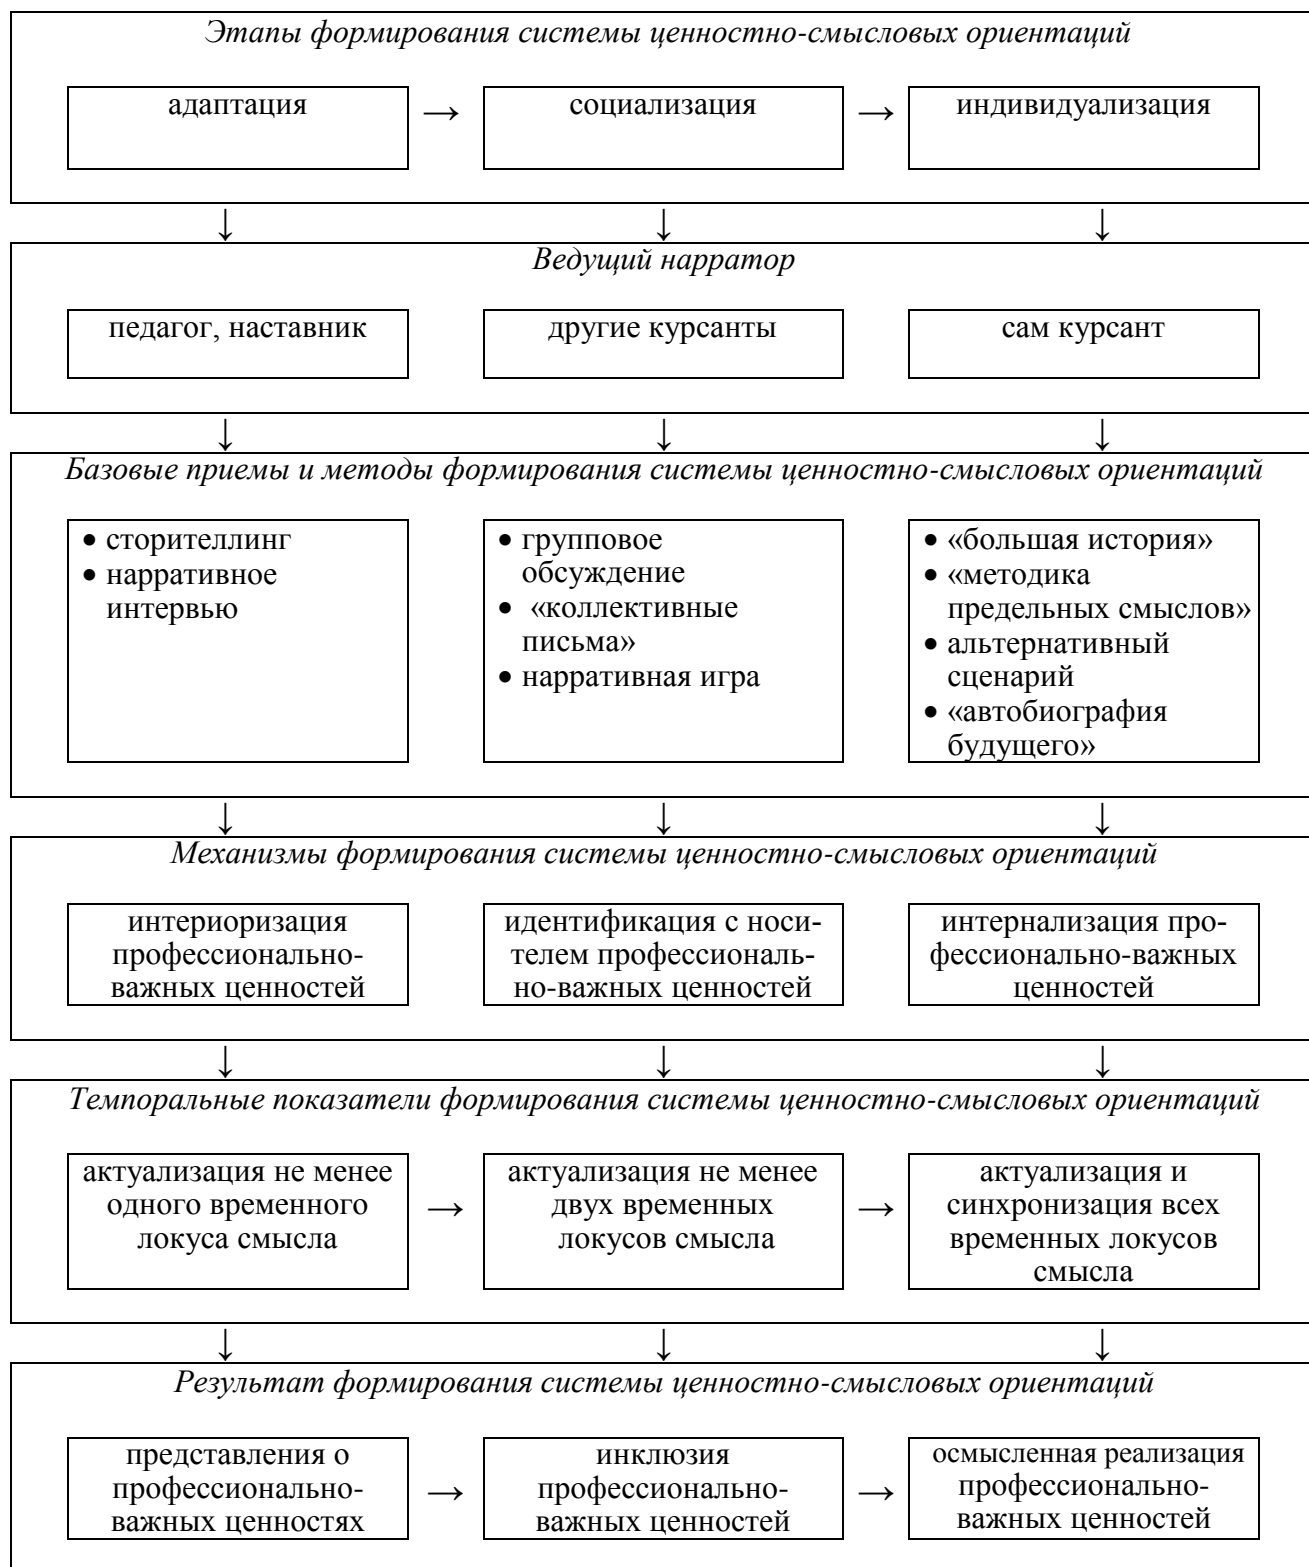 Этапы формирования системы ценностно-смысловых ориентаций
адаптация → социализация → индивидуализация
↓ ↓ ↓
Ведущий нарратор
педагог, наставник
другие курсанты
сам курсант
↓ ↓ ↓
Базовые приемы и методы формирования системы ценностно-смысловых ориентаций
• сторителлинг
• нарративное
интервью
• групповое
обсуждение
• «коллективные
письма»
• нарративная игра
• «большая история»
• «методика
предельных смыслов»
• альтернативный
сценарий
• «автобиография
будущего»
↓ ↓ ↓
Механизмы формирования системы ценностно-смысловых ориентаций
интериоризация
профессионально-
важных ценностей
идентификация с носи-
телем профессиональ-
но-важных ценностей
интернализация про-
фессионально-важных
ценностей
↓ ↓ ↓
Темпоральные показатели формирования системы ценностно-смысловых ориентаций
актуализация не менее
одного временного
локуса смысла
→
актуализация не менее
двух временных
локусов смысла
→
актуализация и
синхронизация всех
временных локусов
смысла
↓ ↓ ↓
Результат формирования системы ценностно-смысловых ориентаций
представления о
профессионально-
важных ценностях
→
инклюзия
профессионально-
важных ценностей
→
осмысленная реализация
профессионально-
важных ценностей